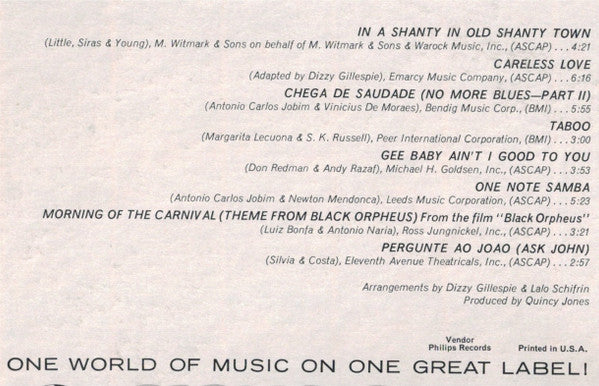 IN A SHANTY IN OLD SHANTY TOWN
(Little, Siras & Young), M. Witmark & Sons on behalf of M. Witmark & Sons & Warock Music, Inc., (ASCAP) . . . 4:21
CARELESS LOVE
(Adapted by Dizzy Gillespie), Emarcy Music Company, (ASCAP) . . . 6:16
CHEGA DE SAUDADE (NO MORE BLUES—PART II)
(Antonio Carlos Jobim & Vinicius De Moraes), Bendig Music Corp., (BMI) . . . 5:55
TABOO
(Margarita Lecuona & S. K. Russell), Peer International Corporation, (BMI) . . . 3:00
GEE BABY AIN'T I GOOD TO YOU
(Don Redman & Andy Razaf), Michael H. Goldsen, Inc., (ASCAP) . . . 3:53
ONE NOTE SAMBA
(Antonio Carlos Jobim & Newton Mendonca), Leeds Music Corporation, (ASCAP) . . . 5:23
MORNING OF THE CARNIVAL (THEME FROM BLACK ORPHEUS) From the film "Black Orpheus"
(Luiz Bonfa & Antonio Naria), Ross Jungnickel, Inc., (ASCAP) . . . 3:21
PERGUNTE AO JOAO (ASK JOHN)
(Silvia & Costa), Eleventh Avenue Theatricals, Inc., (ASCAP) . . . 2:57
Arrangements by Dizzy Gillespie & Lalo Schifrin
Produced by Quincy Jones
Vendor
Philips Records Printed in U.S.A.
ONE WORLD OF MUSIC ON ONE GREAT LABEL!